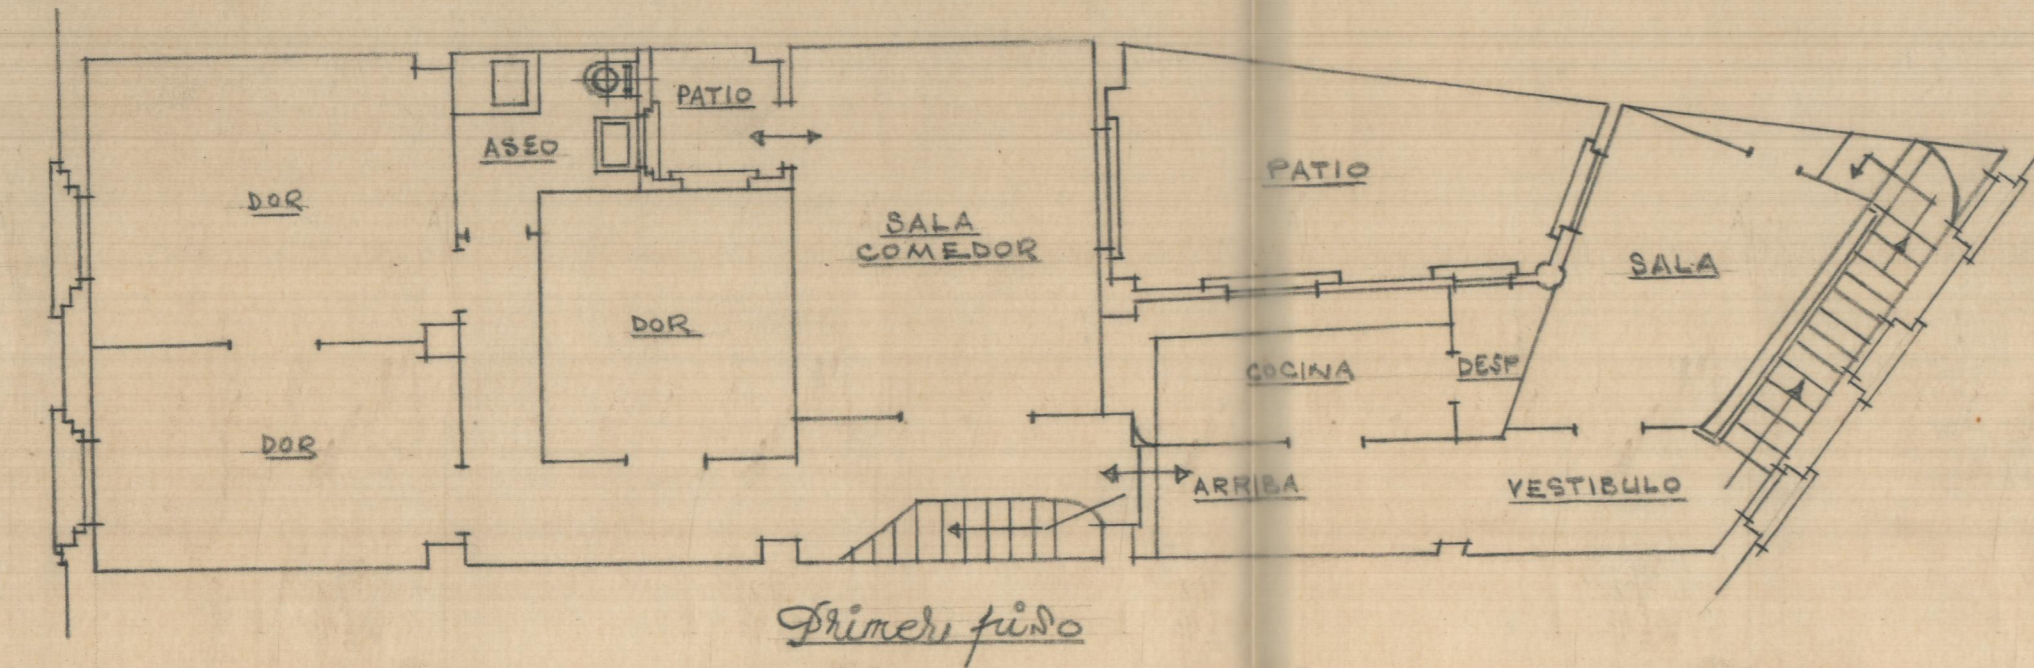 PATIO
ASEO
DOR
PATIO
SALA
COMEDOR
SALA
DOR
COCINA
DESP
DOR
ARRIBA
VESTIBULO
Primer piso